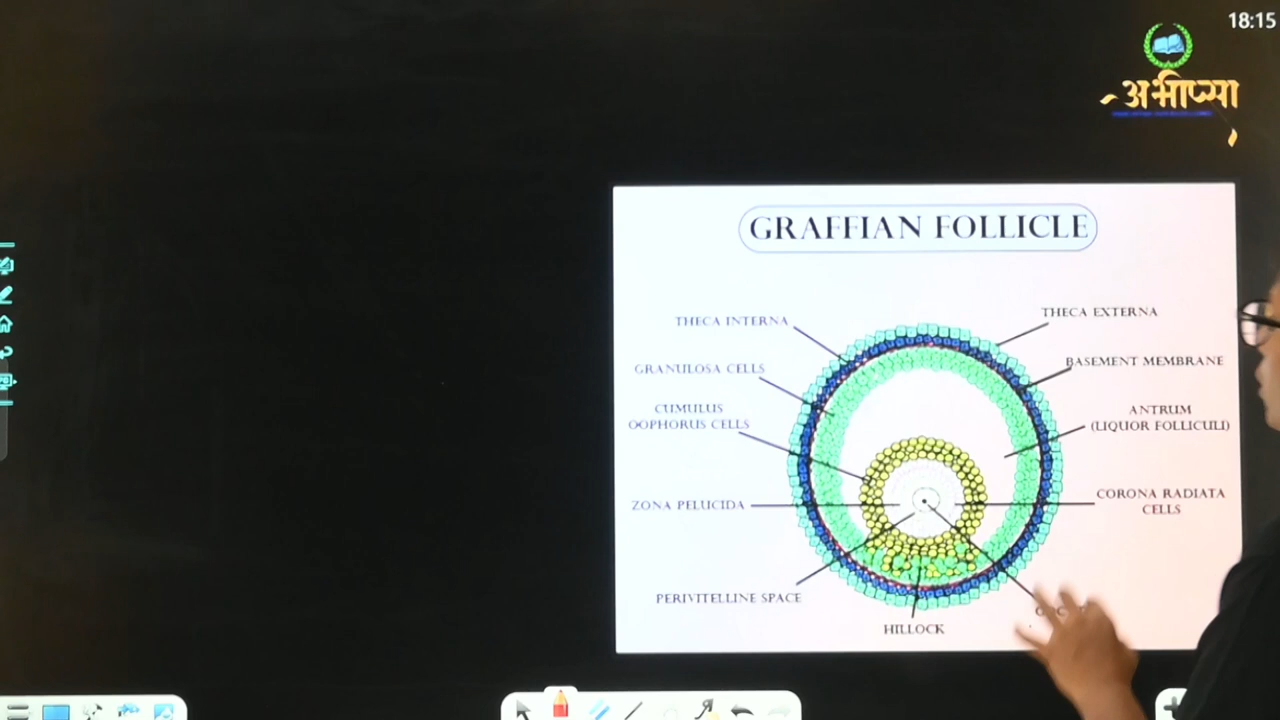 18:15
अभीप्सा
GRAFFIAN FOLLICLE
THECA INTERNA
THECA EXTERNA
GRANULOSA CELLS
BASEMENT MEMBRANE
CUMULUS
OOPHORUS CELLS
ANTRUM
(LIQUOR FOLLICULI)
ZONA PELUCIDA
CORONA RADIATA
CELLS
PERIVITELLINE SPACE
HILLOCK